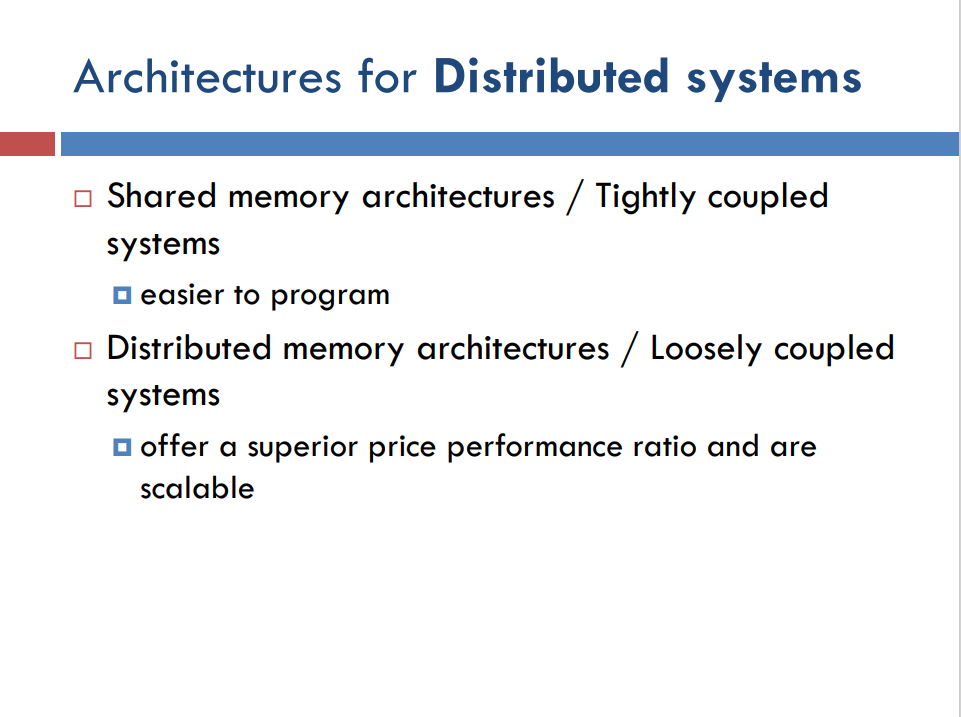 Architectures for Distributed systems
Shared memory architectures / Tightly coupled
systems
easier to program
Distributed memory architectures / Loosely coupled
systems
offer a superior price performance ratio and are
scalable